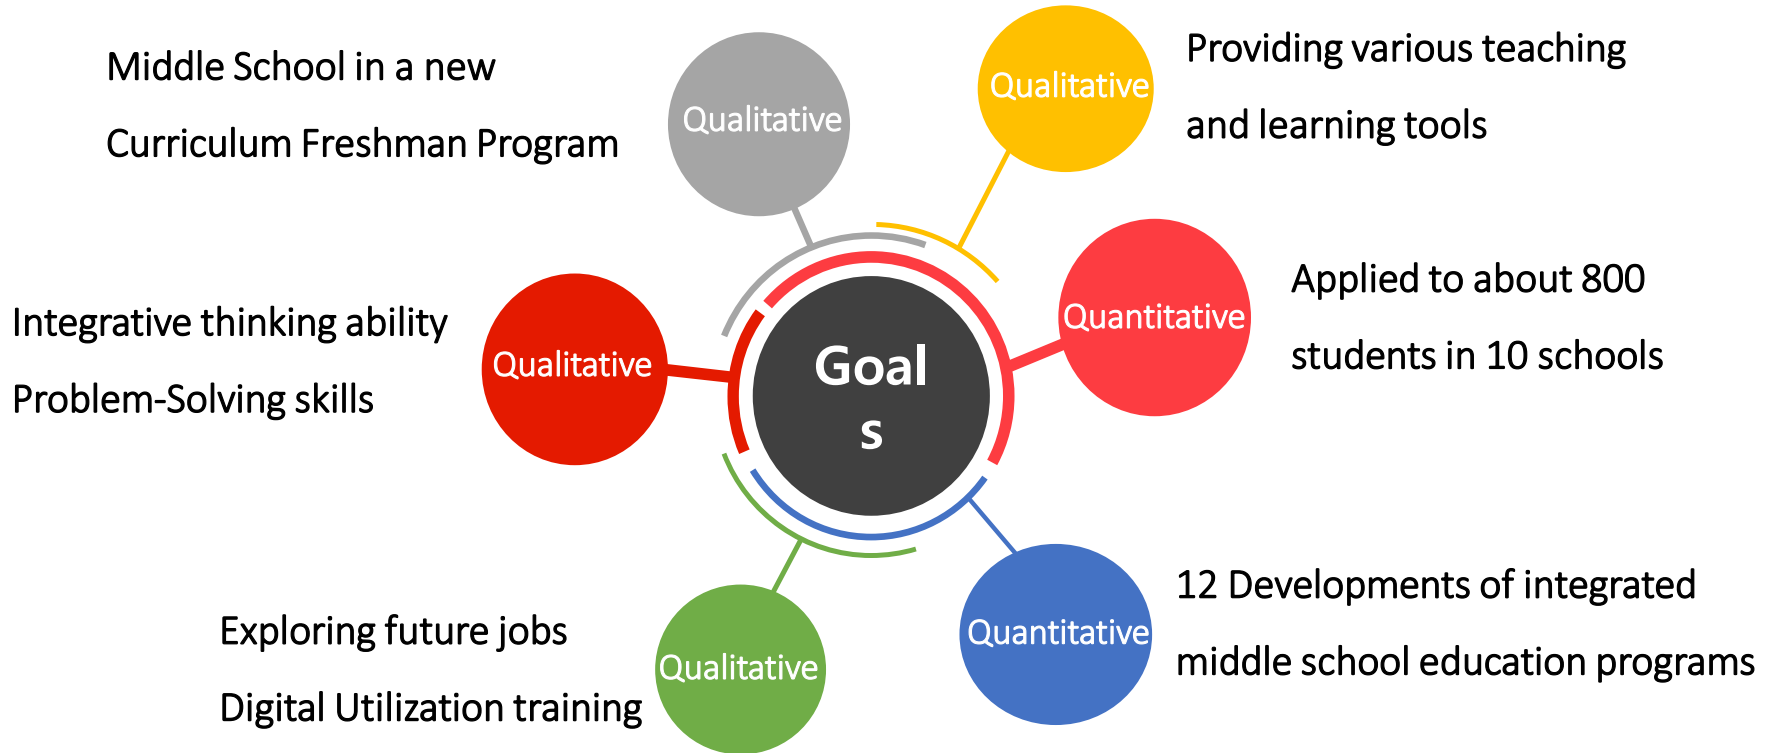 Middle School in a new
Curriculum Freshman Program
Qualitative
Qualitative
Providing various teaching
and learning tools
Integrative thinking ability
Problem-Solving skills
Qualitative
Goal
s
Quantitative
Applied to about 800
students in 10 schools
Exploring future jobs
Digital Utilization training
Qualitative
Quantitative
12 Developments of integrated
middle school education programs